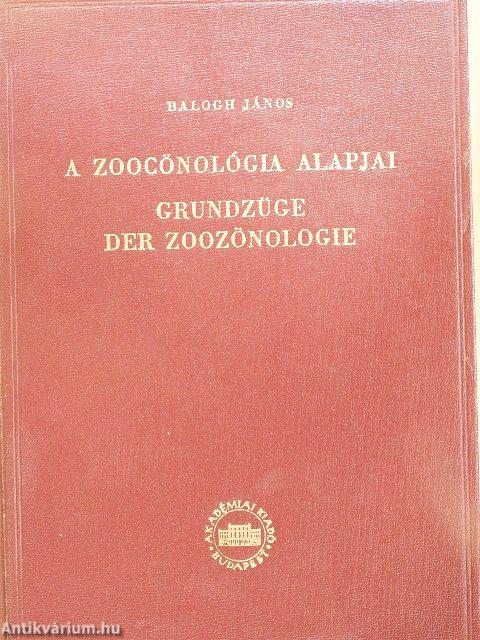 BALOGH JÁNOS
A ZOOCÖNOLÓGIA ALAPJAI
GRUNDZÜGE
DER ZOOZÖNOLOGIE
AKADÉMIAI KIADÓ
BUDAPEST
Antikvárium.hu